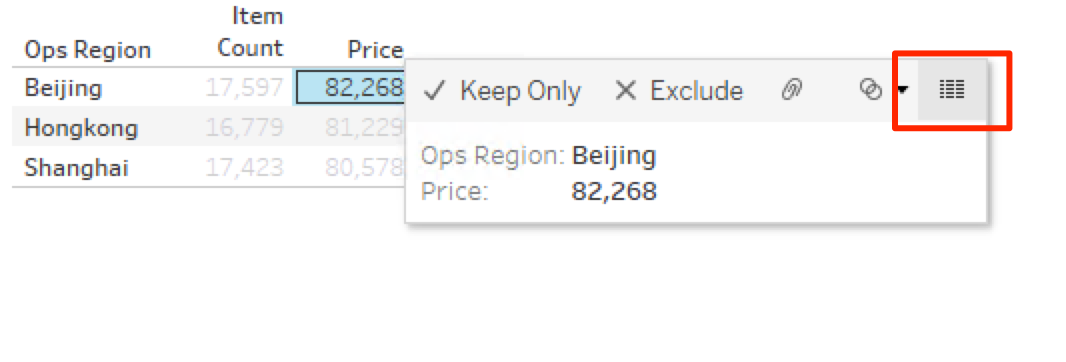 Item
Ops Region Count Price
Beijing 17,597 82,268
Hongkong 16,779 81,229
Shanghai 17,423 80,578
Keep Only Exclude
Ops Region: Beijing
Price: 82,268